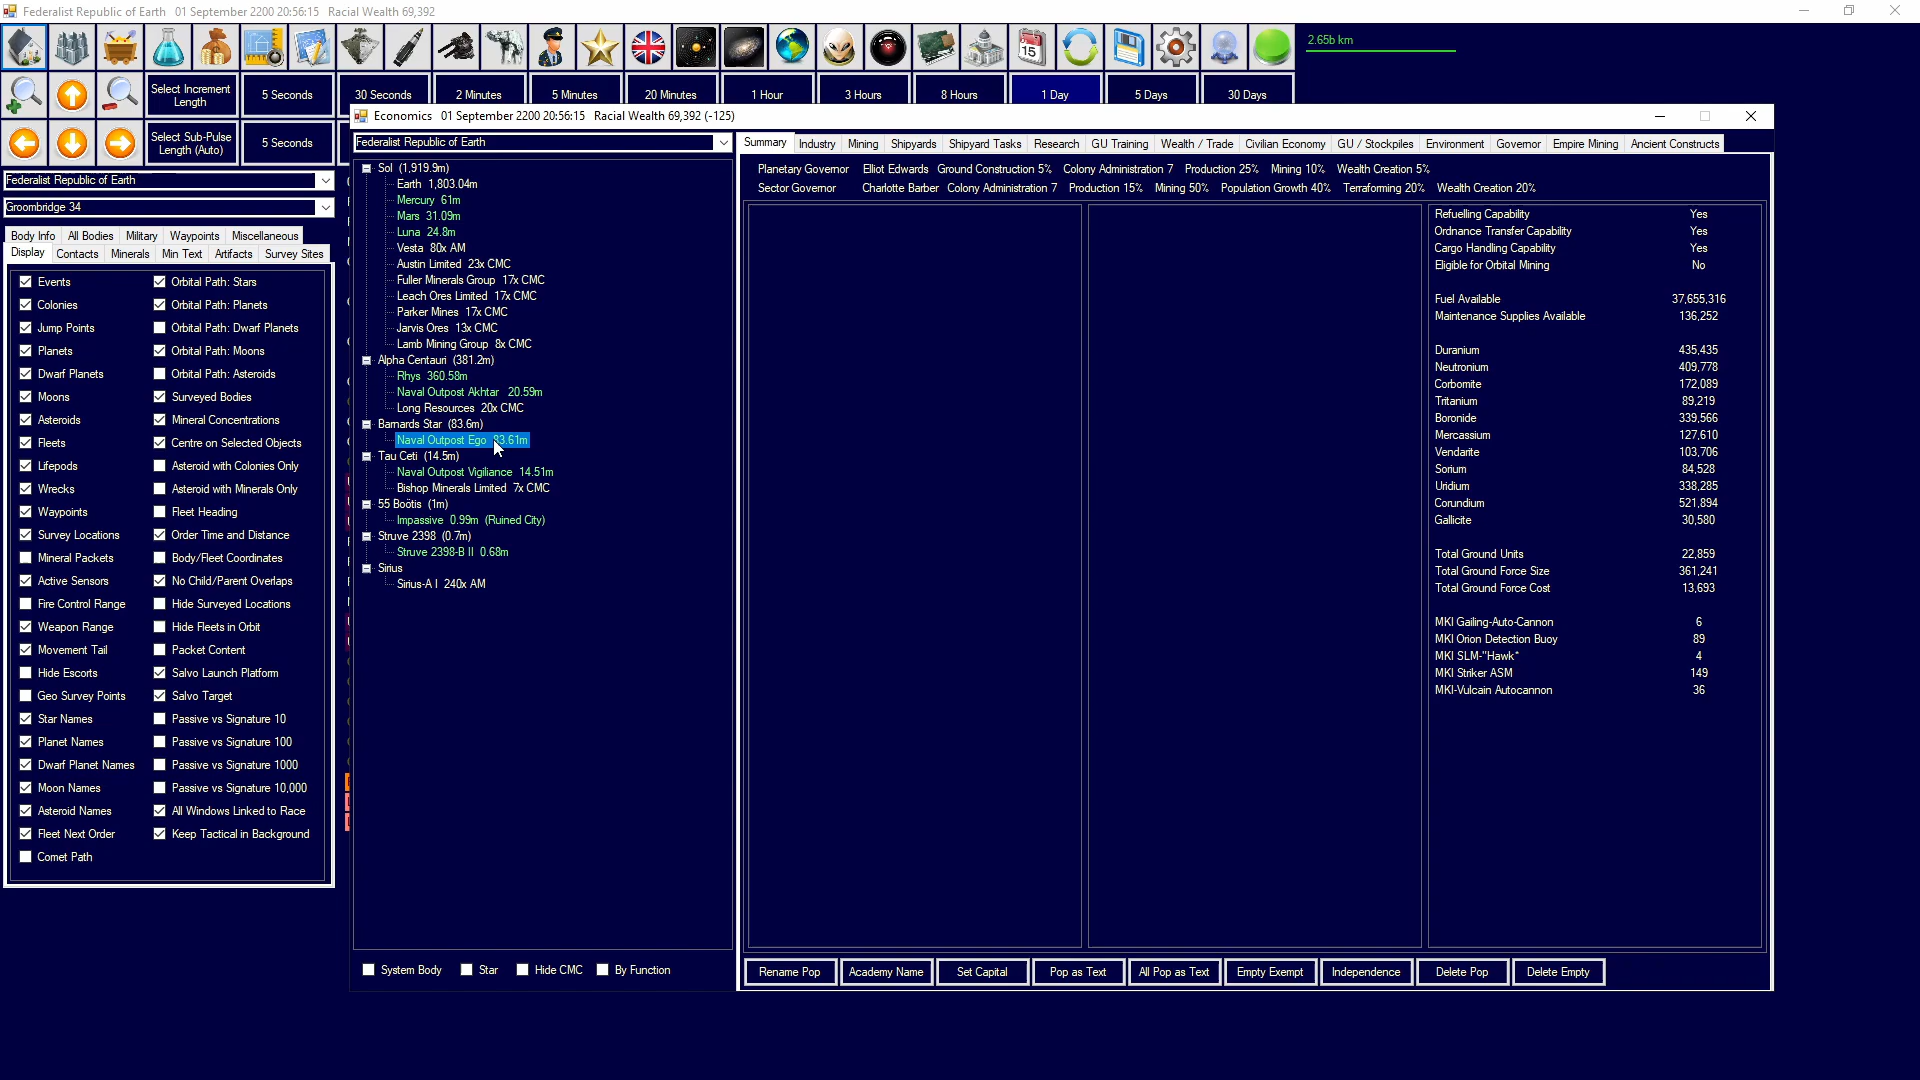 Federalist Republic of Earth   01 September 2200 20:56:15   Racial Wealth 69,392
15
2.65b km
Select Increment Length
5 Seconds
30 Seconds
2 Minutes
5 Minutes
20 Minutes
1 Hour
3 Hours
8 Hours
1 Day
5 Days
30 Days
Select Sub-Pulse Length (Auto)
5 Seconds
Federalist Republic of Earth
Groombridge 34
Body Info   All Bodies   Military   Waypoints   Miscellaneous
Display   Contacts   Minerals   Min Text   Artifacts   Survey Sites
Events   Orbital Path: Stars
Colonies   Orbital Path: Planets
Jump Points   Orbital Path: Dwarf Planets
Planets   Orbital Path: Moons
Dwarf Planets   Orbital Path: Asteroids
Moons   Surveyed Bodies
Asteroids   Mineral Concentrations
Fleets   Centre on Selected Objects
Lifepods   Asteroid with Colonies Only
Wrecks   Asteroid with Minerals Only
Waypoints   Fleet Heading
Survey Locations   Order Time and Distance
Mineral Packets   Body/Fleet Coordinates
Active Sensors   No Child/Parent Overlaps
Fire Control Range   Hide Surveyed Locations
Weapon Range   Hide Fleets in Orbit
Movement Tail   Packet Content
Hide Escorts   Salvo Launch Platform
Geo Survey Points   Salvo Target
Star Names   Passive vs Signature 10
Planet Names   Passive vs Signature 100
Dwarf Planet Names   Passive vs Signature 1000
Moon Names   Passive vs Signature 10,000
Asteroid Names   All Windows Linked to Race
Fleet Next Order   Keep Tactical in Background
Comet Path
Economics   01 September 2200 20:56:15   Racial Wealth 69,392 (-125)
Federalist Republic of Earth
Sol  (1,919.9m)
Earth  1,803.04m
Mercury  61m
Mars  31.09m
Luna  24.8m
Vesta  80x AM
Austin Limited  23x CMC
Fuller Minerals Group  17x CMC
Leach Ores Limited  17x CMC
Parker Mines  17x CMC
Jarvis Ores  13x CMC
Lamb Mining Group  8x CMC
Alpha Centauri  (381.2m)
Rhys  360.58m
Naval Outpost Akhtar  20.59m
Long Resources  20x CMC
Barnards Star  (83.6m)
Naval Outpost Ego  83.61m
Tau Ceti  (14.5m)
Naval Outpost Vigiliance  14.51m
Bishop Minerals Limited  7x CMC
55 Boötis  (1m)
Impassive  0.99m  (Ruined City)
Struve 2398  (0.7m)
Struve 2398-B II  0.68m
Sirius
Sirius-A I  240x AM
System Body   Star   Hide CMC   By Function
Summary   Industry   Mining   Shipyards   Shipyard Tasks   Research   GU Training   Wealth / Trade   Civilian Economy   GU / Stockpiles   Environment   Governor   Empire Mining   Ancient Constructs
Planetary Governor   Elliot Edwards   Ground Construction 5%   Colony Administration 7   Production 25%   Mining 10%   Wealth Creation 5%
Sector Governor   Charlotte Barber   Colony Administration 7   Production 15%   Mining 50%   Population Growth 40%   Terraforming 20%   Wealth Creation 20%
Refuelling Capability   Yes
Ordnance Transfer Capability   Yes
Cargo Handling Capability   Yes
Eligible for Orbital Mining   No
Fuel Available   37,655,316
Maintenance Supplies Available   136,252
Duranium   435,435
Neutronium   409,778
Corbomite   172,089
Tritanium   89,219
Boronide   339,566
Mercassium   127,610
Vendarite   103,706
Sorium   84,528
Uridium   338,285
Corundium   521,894
Gallicite   30,580
Total Ground Units   22,859
Total Ground Force Size   361,241
Total Ground Force Cost   13,693
MKI Gailing-Auto-Cannon   6
MKI Orion Detection Buoy   89
MKI SLM-"Hawk"   4
MKI Striker ASM   149
MKI-Vulcain Autocannon   36
Rename Pop   Academy Name   Set Capital   Pop as Text   All Pop as Text   Empty Exempt   Independence   Delete Pop   Delete Empty